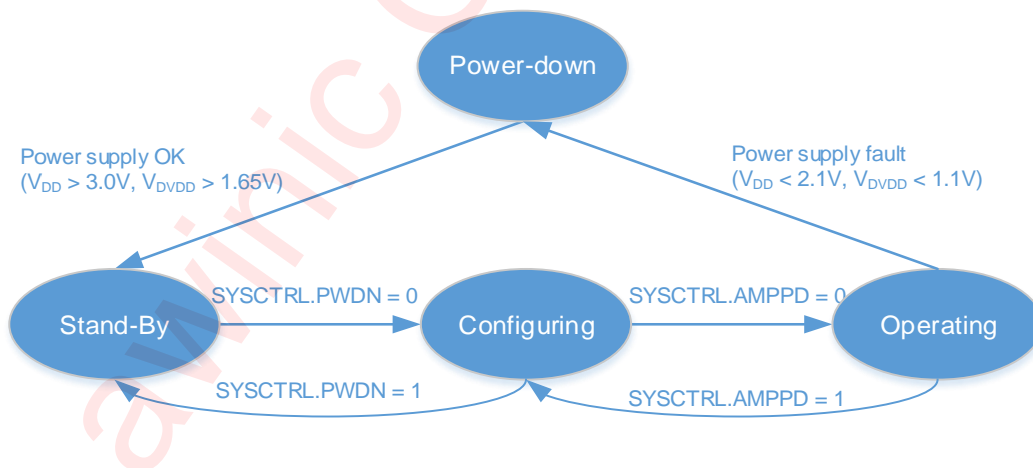 Power-down
Power supply OK
(VDD > 3.0V, VDVDD > 1.65V)
Power supply fault
(VDD < 2.1V, VDVDD < 1.1V)
SYSCTRL.PWDN = 0
SYSCTRL.AMPPD = 0
Stand-By
Configuring
Operating
SYSCTRL.PWDN = 1
SYSCTRL.AMPPD = 1
awinic